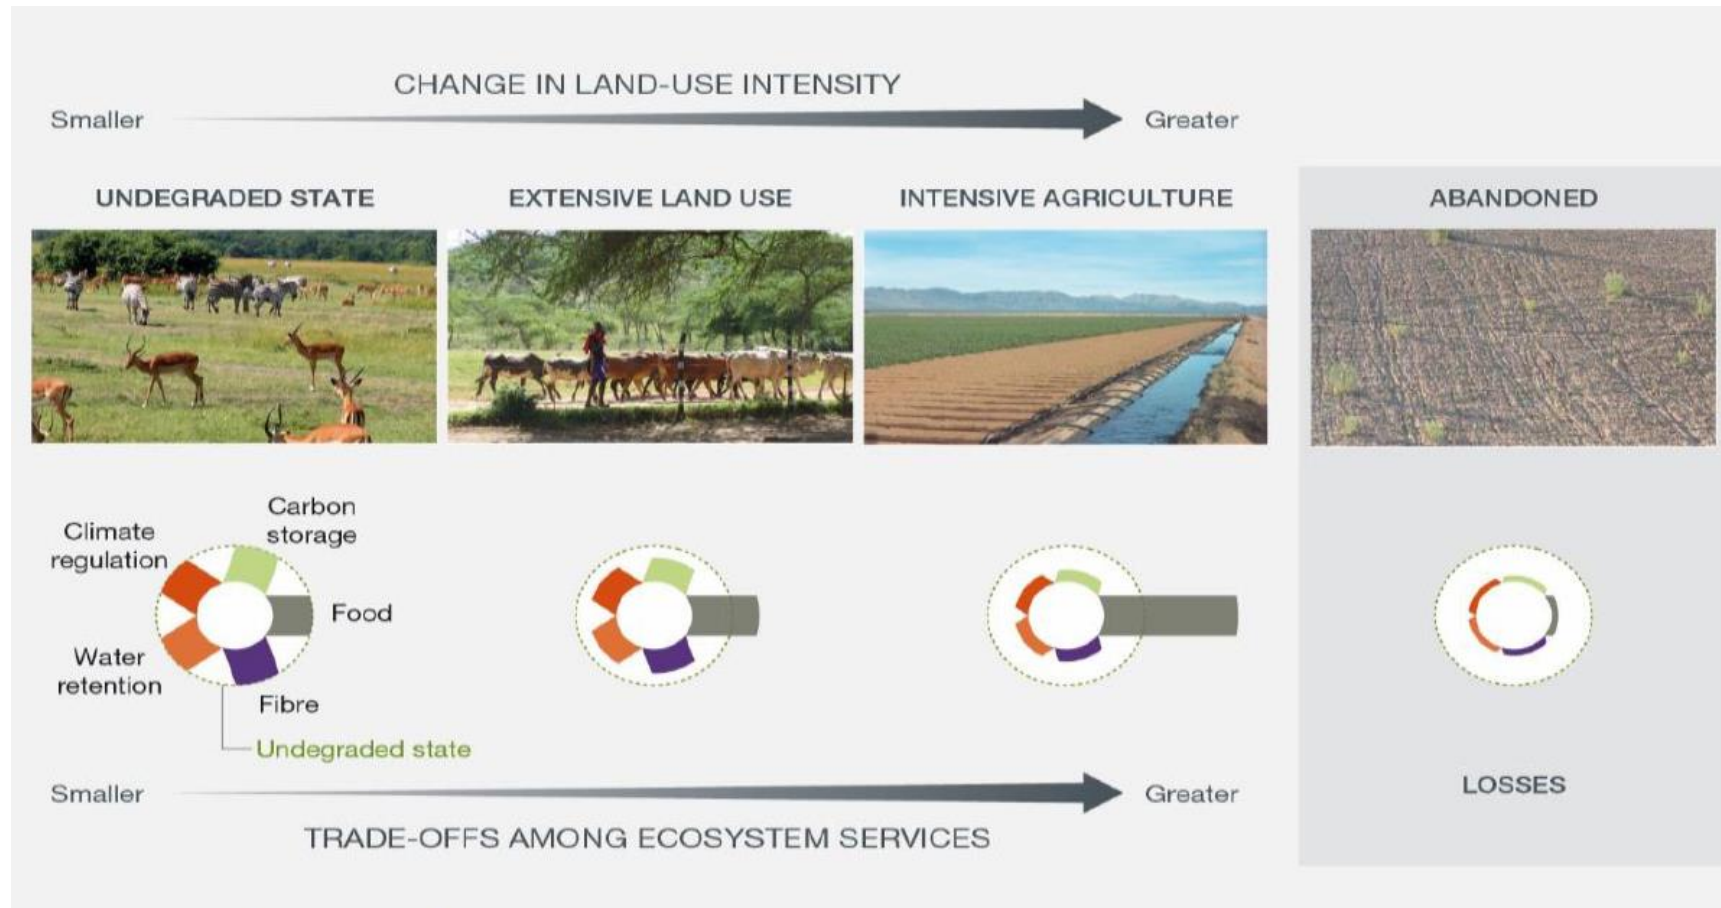 CHANGE IN LAND-USE INTENSITY
Smaller
Greater
UNDEGRADED STATE
EXTENSIVE LAND USE
INTENSIVE AGRICULTURE
ABANDONED
Carbon
storage
Climate
regulation
Food
Water
retention
Fibre
Undegraded state
Smaller
Greater
LOSSES
TRADE-OFFS AMONG ECOSYSTEM SERVICES